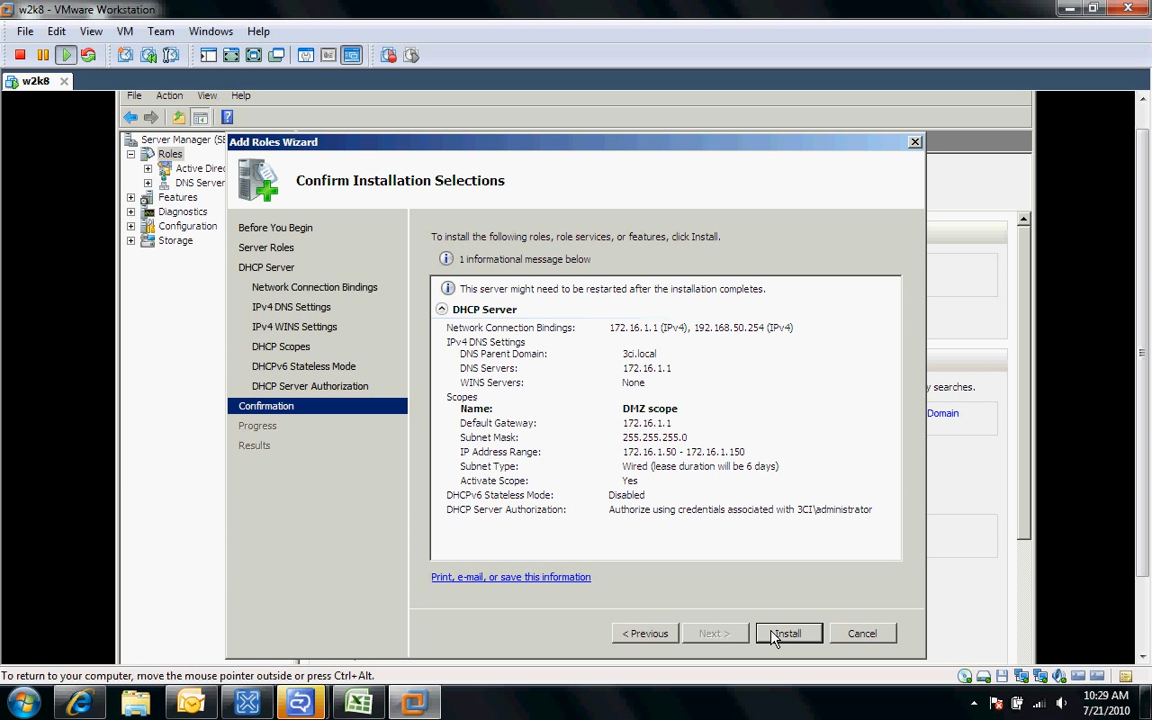 w2k8 - VMware Workstation
File Edit View VM Team Windows Help
w2k8
File Action View Help
Server Manager (SE
Roles
Active Direc
DNS Server
Features
Diagnostics
Configuration
Storage
Add Roles Wizard
Confirm Installation Selections
Before You Begin
Server Roles
DHCP Server
Network Connection Bindings
IPv4 DNS Settings
IPv4 WINS Settings
DHCP Scopes
DHCPv6 Stateless Mode
DHCP Server Authorization
Confirmation
Progress
Results
To install the following roles, role services, or features, click Install.
1 informational message below
This server might need to be restarted after the installation completes.
DHCP Server
Network Connection Bindings: 172.16.1.1 (IPv4), 192.168.50.254 (IPv4)
IPv4 DNS Settings
DNS Parent Domain: 3ci.local
DNS Servers: 172.16.1.1
WINS Servers: None
Scopes
Name: DMZ scope
Default Gateway: 172.16.1.1
Subnet Mask: 255.255.255.0
IP Address Range: 172.16.1.50 - 172.16.1.150
Subnet Type: Wired (lease duration will be 6 days)
Activate Scope: Yes
DHCPv6 Stateless Mode: Disabled
DHCP Server Authorization: Authorize using credentials associated with 3CI\administrator
Print, e-mail, or save this information
< Previous Next > Install Cancel
y searches.
Domain
To return to your computer, move the mouse pointer outside or press Ctrl+Alt.
10:29 AM
7/21/2010